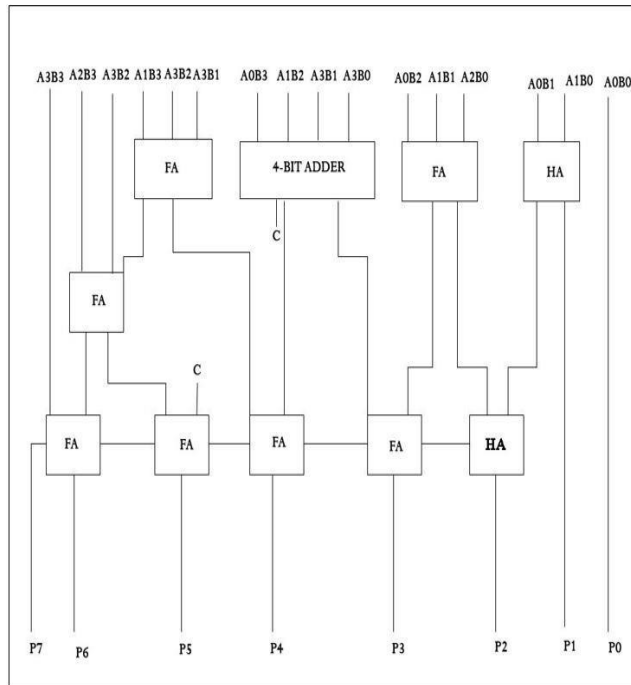 A3B3 A2B3 A3B2 A1B3 A3B2 A3B1 A0B3 A1B2 A3B1 A3B0 A0B2 A1B1 A2B0 A0B1 A1B0 A0B0
FA 4-BIT ADDER FA HA
C
FA
C
FA FA FA FA HA
P7 P6 P5 P4 P3 P2 P1 P0